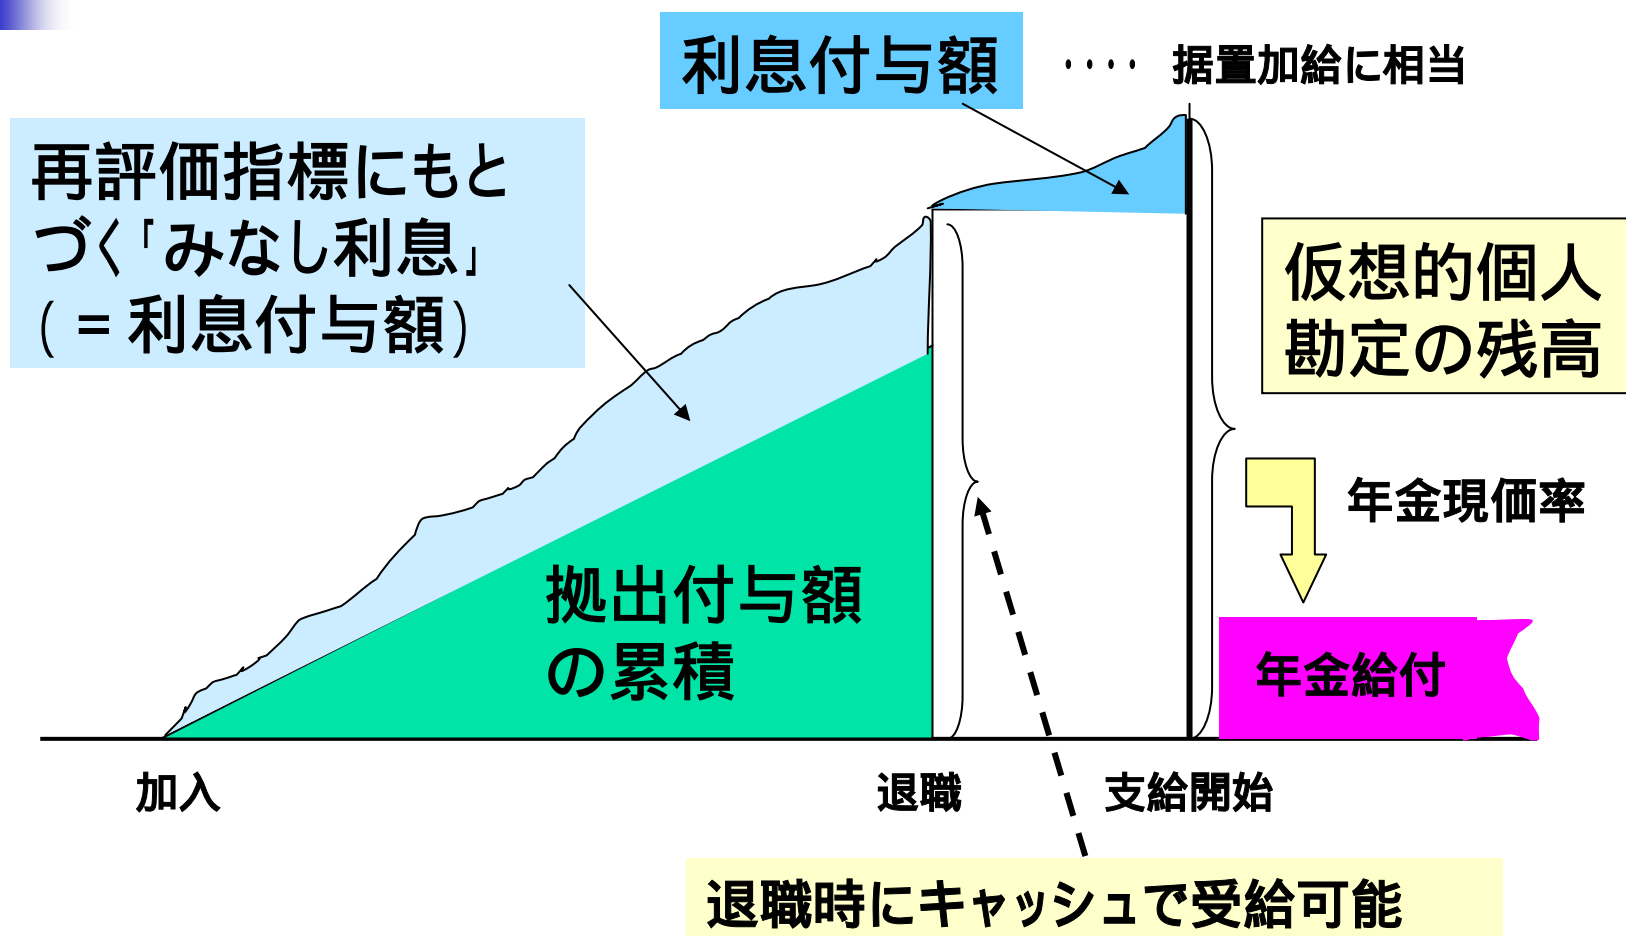 利息付与額
････ 据置加給に相当
再評価指標にもと
づく「みなし利息」
(=利息付与額)
仮想的個人
勘定の残高
年金現価率
拠出付与額
の累積
年金給付
加入
退職
支給開始
退職時にキャッシュで受給可能